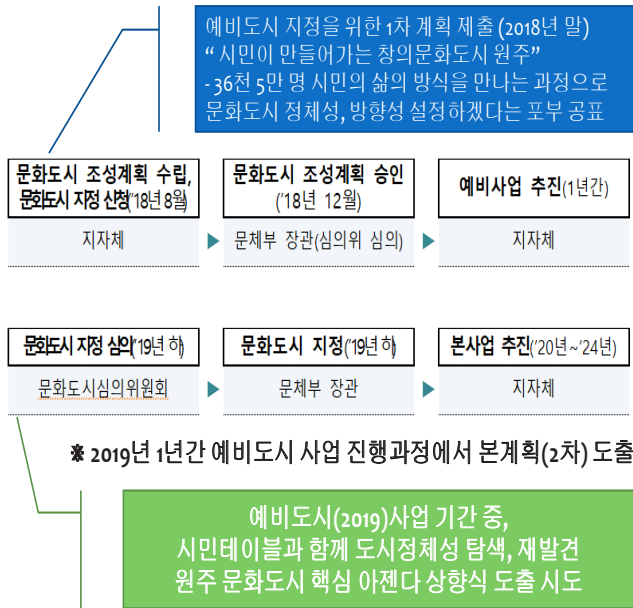 예비도시 지정을 위한 1차 계획 제출 (2018년 말)
“ 시민이 만들어가는 창의문화도시 원주”
- 36천 5만 명 시민의 삶의 방식을 만나는 과정으로
문화도시 정체성, 방향성 설정하겠다는 포부 공표
문화도시 조성계획 수립,
문화도시 지정 신청('18년 8월)
지자체
문화도시 조성계획 승인
('18년 12월)
문체부 장관(심의위 심의)
예비사업 추진(1년간)
지자체
문화도시 지정 심의('19년 하)
문화도시심의위원회
문화도시 지정('19년 하)
문체부 장관
본사업 추진('20년~'24년)
지자체
※ 2019년 1년간 예비도시 사업 진행과정에서 본계획(2차) 도출
예비도시(2019)사업 기간 중,
시민테이블과 함께 도시정체성 탐색, 재발견
원주 문화도시 핵심 아젠다 상향식 도출 시도